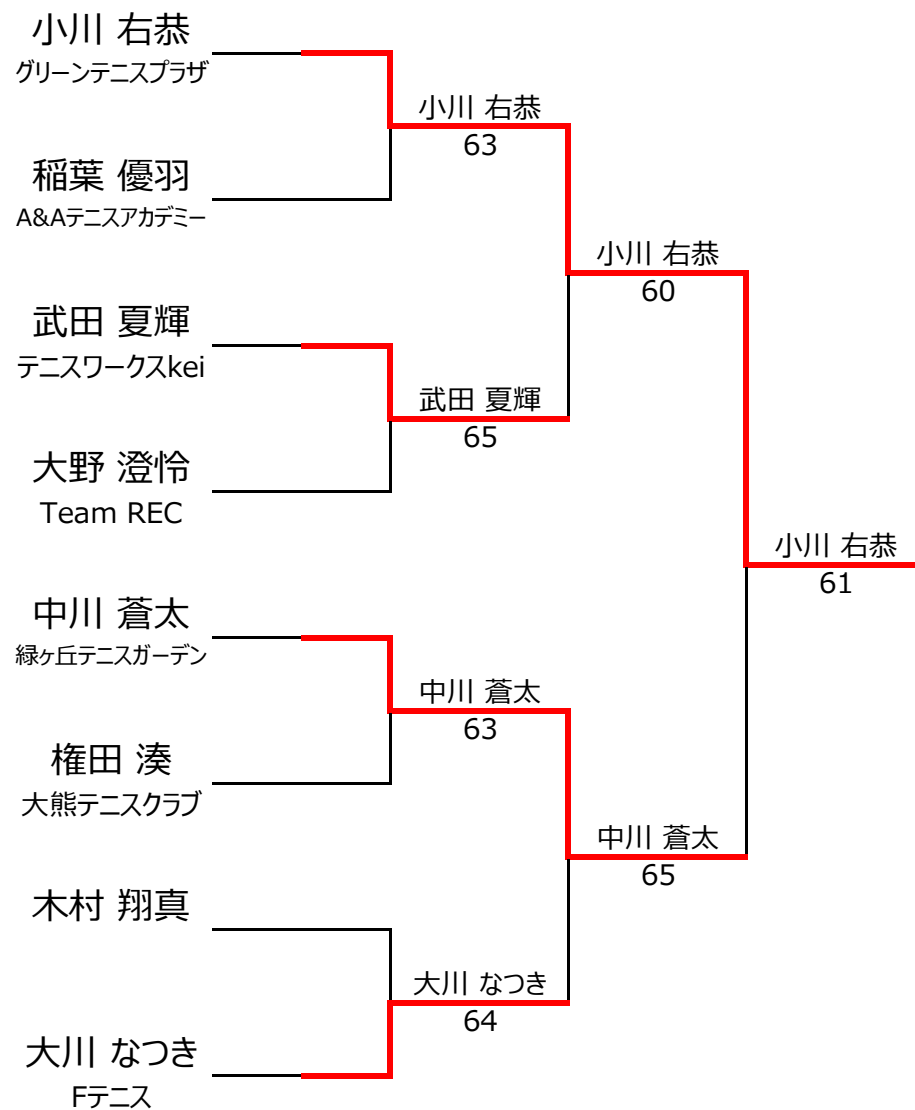 小川 右恭
グリーンテニスプラザ
小川 右恭
63
稲葉 優羽
A&Aテニスアカデミー
小川 右恭
60
武田 夏輝
テニスワークスkei
武田 夏輝
65
大野 澄怜
Team REC
小川 右恭
61
中川 蒼太
緑ヶ丘テニスガーデン
中川 蒼太
63
権田 湊
大熊テニスクラブ
中川 蒼太
65
木村 翔真
大川 なつき
64
大川 なつき
Fテニス